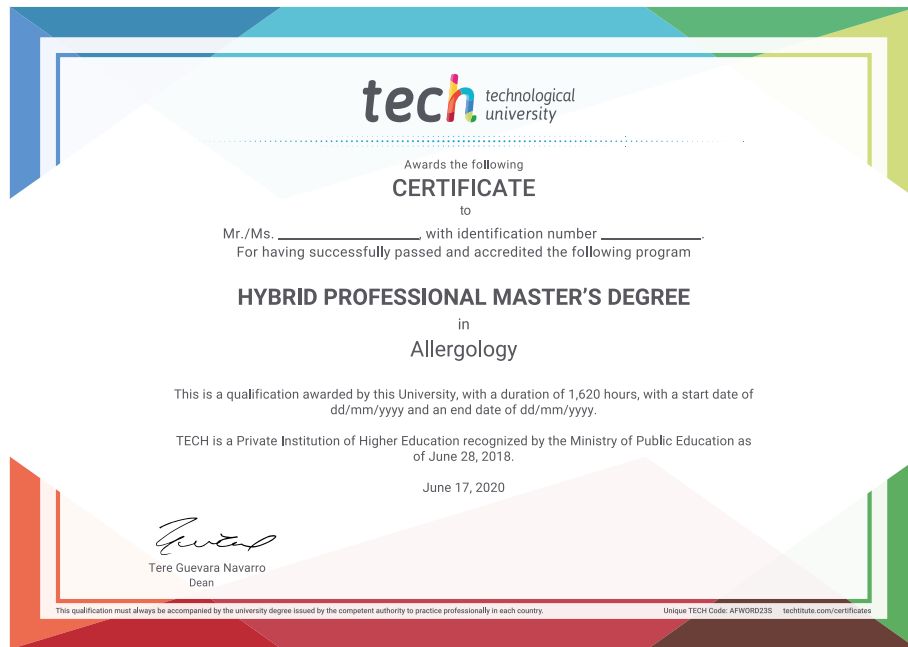 tech technological
university
Awards the following
CERTIFICATE
to
Mr./Ms. ____________________, with identification number ______________.
For having successfully passed and accredited the following program
HYBRID PROFESSIONAL MASTER’S DEGREE
in
Allergology
This is a qualification awarded by this University, with a duration of 1,620 hours, with a start date of
dd/mm/yyyy and an end date of dd/mm/yyyy.
TECH is a Private Institution of Higher Education recognized by the Ministry of Public Education as
of June 28, 2018.
June 17, 2020
Tere Guevara Navarro
Dean
This qualification must always be accompanied by the university degree issued by the competent authority to practice professionally in each country. Unique TECH Code: AFWORD23S techtitute.com/certificates